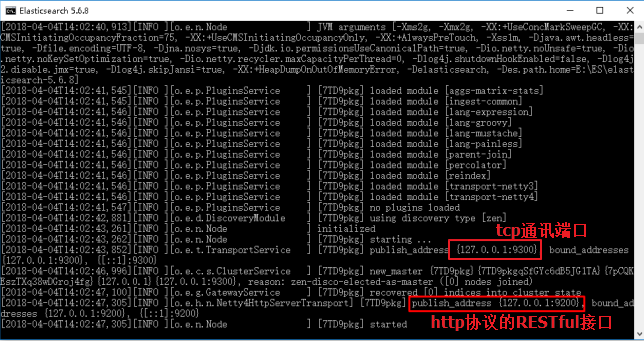 Elasticsearch 5.6.8
[2018-04-04T14:02:40,913][INFO ][o.e.n.Node               ] JVM arguments [-Xms2g, -Xmx2g, -XX:+UseConcMarkSweepGC, -XX:
CMSInitiatingOccupancyFraction=75, -XX:+UseCMSInitiatingOccupancyOnly, -XX:+AlwaysPreTouch, -Xss1m, -Djava.awt.headless=
true, -Dfile.encoding=UTF-8, -Djna.nosys=true, -Djdk.io.permissionsUseCanonicalPath=true, -Dio.netty.noUnsafe=true, -Dio
.netty.noKeySetOptimization=true, -Dio.netty.recycler.maxCapacityPerThread=0, -Dlog4j.shutdownHookEnabled=false, -Dlog4j
2.disable.jmx=true, -Dlog4j.skipJansi=true, -XX:+HeapDumpOnOutOfMemoryError, -Delasticsearch, -Des.path.home=E:\ES\elast
icsearch-5.6.8]
[2018-04-04T14:02:41,545][INFO ][o.e.p.PluginsService     ] [7TD9pkg] loaded module [aggs-matrix-stats]
[2018-04-04T14:02:41,545][INFO ][o.e.p.PluginsService     ] [7TD9pkg] loaded module [ingest-common]
[2018-04-04T14:02:41,545][INFO ][o.e.p.PluginsService     ] [7TD9pkg] loaded module [lang-expression]
[2018-04-04T14:02:41,545][INFO ][o.e.p.PluginsService     ] [7TD9pkg] loaded module [lang-groovy]
[2018-04-04T14:02:41,546][INFO ][o.e.p.PluginsService     ] [7TD9pkg] loaded module [lang-mustache]
[2018-04-04T14:02:41,546][INFO ][o.e.p.PluginsService     ] [7TD9pkg] loaded module [lang-painless]
[2018-04-04T14:02:41,546][INFO ][o.e.p.PluginsService     ] [7TD9pkg] loaded module [parent-join]
[2018-04-04T14:02:41,546][INFO ][o.e.p.PluginsService     ] [7TD9pkg] loaded module [percolator]
[2018-04-04T14:02:41,546][INFO ][o.e.p.PluginsService     ] [7TD9pkg] loaded module [reindex]
[2018-04-04T14:02:41,546][INFO ][o.e.p.PluginsService     ] [7TD9pkg] loaded module [transport-netty3]
[2018-04-04T14:02:41,546][INFO ][o.e.p.PluginsService     ] [7TD9pkg] loaded module [transport-netty4]
[2018-04-04T14:02:41,546][INFO ][o.e.p.PluginsService     ] [7TD9pkg] no plugins loaded
[2018-04-04T14:02:42,881][INFO ][o.e.d.DiscoveryModule    ] [7TD9pkg] using discovery type [zen]
[2018-04-04T14:02:43,261][INFO ][o.e.n.Node               ] initialized
[2018-04-04T14:02:43,262][INFO ][o.e.n.Node               ] [7TD9pkg] starting ...
tcp通讯端口
[2018-04-04T14:02:43,852][INFO ][o.e.t.TransportService   ] [7TD9pkg] publish_address {127.0.0.1:9300}, bound_addresses
{127.0.0.1:9300}, {[::1]:9300}
[2018-04-04T14:02:46,996][INFO ][o.e.c.s.ClusterService   ] [7TD9pkg] new_master {7TD9pkg}{7TD9pkgqSfGYc6dB5JG1TA}{7pCQK
BszTXq38wDGroj4fg}{127.0.0.1}{127.0.0.1:9300}, reason: zen-disco-elected-as-master ([0] nodes joined)
[2018-04-04T14:02:47,100][INFO ][o.e.g.GatewayService     ] [7TD9pkg] recovered [0] indices into cluster_state
[2018-04-04T14:02:47,305][INFO ][o.e.h.n.Netty4HttpServerTransport] [7TD9pkg] publish_address {127.0.0.1:9200}, bound_ad
dresses {127.0.0.1:9200}, {[::1]:9200}
[2018-04-04T14:02:47,305][INFO ][o.e.n.Node               ] [7TD9pkg] started
http协议的RESTful接口